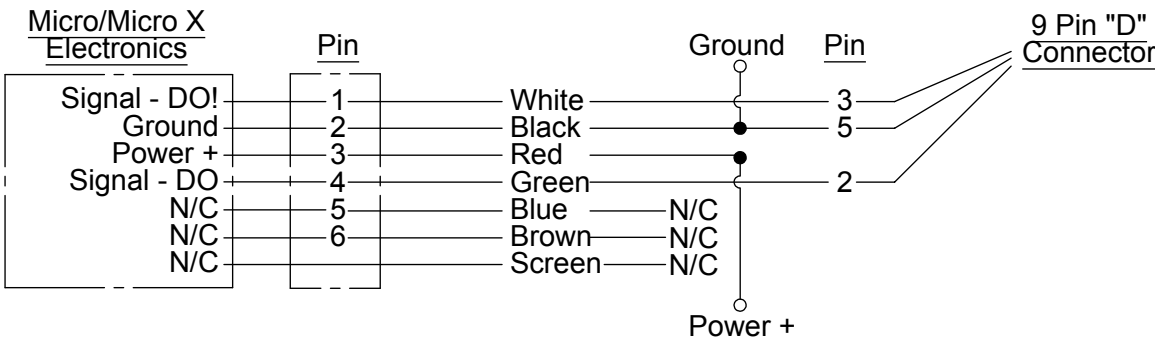 Micro/Micro X
Electronics
Pin
Ground
Pin
9 Pin "D"
Connector
Signal - DO! 1 White 3
Ground 2 Black 5
Power + 3 Red
Signal - DO 4 Green 2
N/C 5 Blue N/C
N/C 6 Brown N/C
N/C Screen N/C
Power +